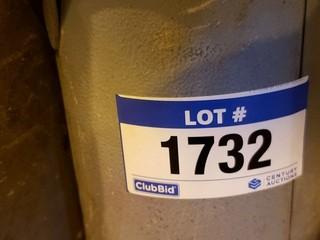 LOT #
1732
ClubBid
CENTURY
AUCTIONS